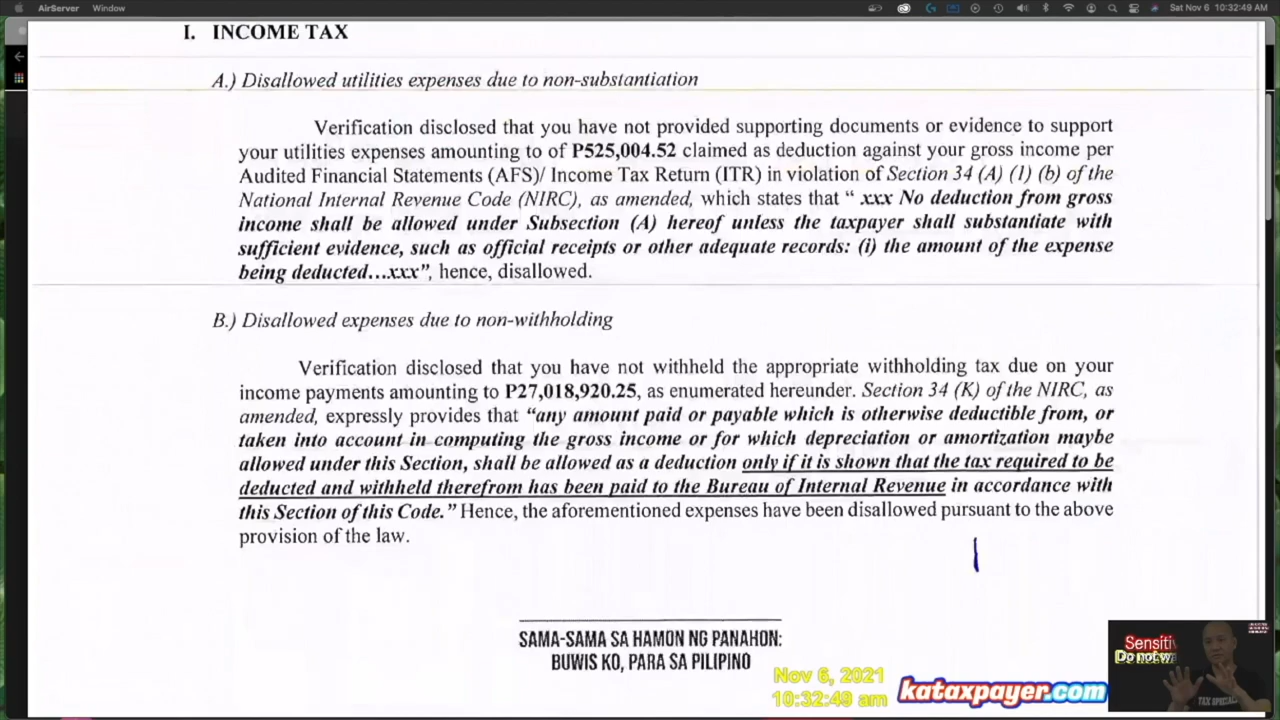 AirServer Window Sat Nov 6 10:32:49 AM
I. INCOME TAX
A.) Disallowed utilities expenses due to non-substantiation
Verification disclosed that you have not provided supporting documents or evidence to support
your utilities expenses amounting to of P525,004.52 claimed as deduction against your gross income per
Audited Financial Statements (AFS)/ Income Tax Return (ITR) in violation of Section 34 (A) (1) (b) of the
National Internal Revenue Code (NIRC), as amended, which states that “ .xxx No deduction from gross
income shall be allowed under Subsection (A) hereof unless the taxpayer shall substantiate with
sufficient evidence, such as official receipts or other adequate records: (i) the amount of the expense
being deducted…xxx”, hence, disallowed.
B.) Disallowed expenses due to non-withholding
Verification disclosed that you have not withheld the appropriate withholding tax due on your
income payments amounting to P27,018,920.25, as enumerated hereunder. Section 34 (K) of the NIRC, as
amended, expressly provides that “any amount paid or payable which is otherwise deductible from, or
taken into account in computing the gross income or for which depreciation or amortization maybe
allowed under this Section, shall be allowed as a deduction only if it is shown that the tax required to be
deducted and withheld therefrom has been paid to the Bureau of Internal Revenue in accordance with
this Section of this Code.” Hence, the aforementioned expenses have been disallowed pursuant to the above
provision of the law.
SAMA-SAMA SA HAMON NG PANAHON:
BUWIS KO, PARA SA PILIPINO
Nov 6, 2021
10:32:49 am
kataxpayer.com
Sensiti
Do not w